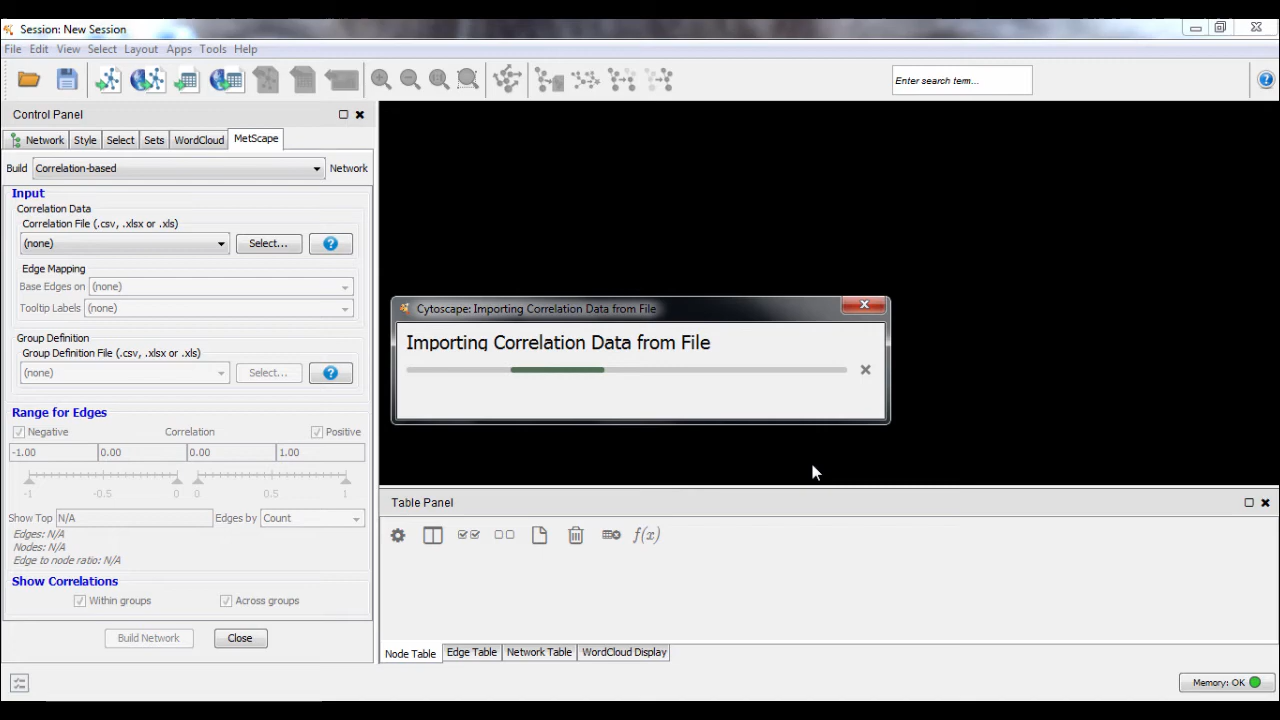 Session: New Session
File Edit View Select Layout Apps Tools Help
Enter search term...
Control Panel
Network Style Select Sets WordCloud MetScape
Build Correlation-based Network
Input
Correlation Data
Correlation File (.csv, .xlsx or .xls)
(none) Select...
Edge Mapping
Base Edges on (none)
Tooltip Labels (none)
Group Definition
Group Definition File (.csv, .xlsx or .xls)
(none) Select...
Range for Edges
Negative Correlation Positive
-1.00 0.00 0.00 1.00
-1 -0.5 0 0 0.5 1
Show Top N/A Edges by Count
Edges: N/A
Nodes: N/A
Edge to node ratio: N/A
Show Correlations
Within groups Across groups
Build Network Close
Cytoscape: Importing Correlation Data from File
Importing Correlation Data from File
Table Panel
f(x)
Node Table Edge Table Network Table WordCloud Display
Memory: OK